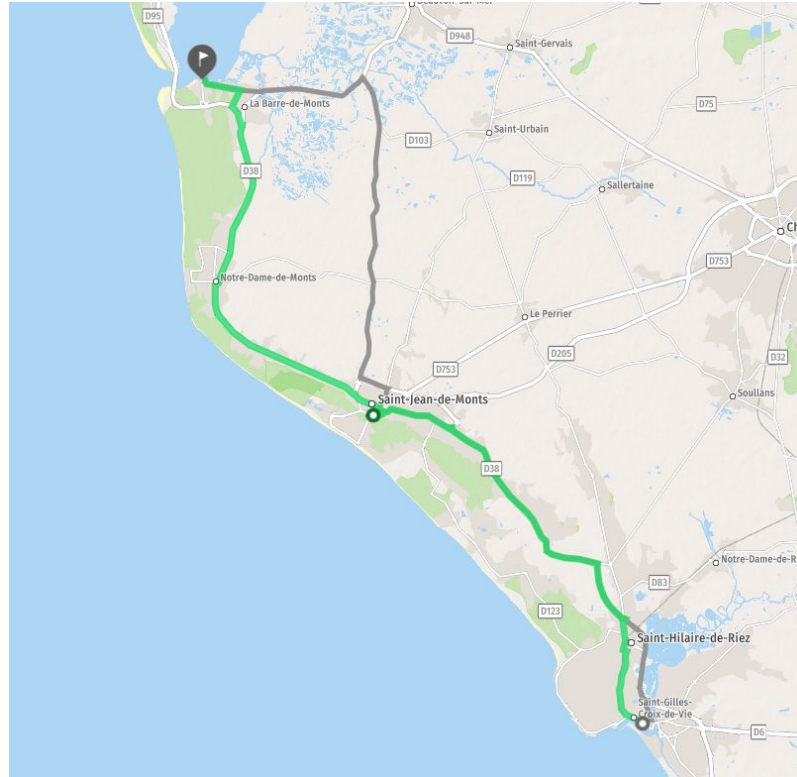 D95
D948
Saint-Gervais
La Barre-de-Monts
D75
Saint-Urbain
D103
D38
D119
Sallertaine
D753
Notre-Dame-de-Monts
Le Perrier
D205
D32
D753
Soullans
Saint-Jean-de-Monts
D38
Notre-Dame-de-R
D83
D123
Saint-Hilaire-de-Riez
Saint-Gilles-
Croix-de-Vie
D6